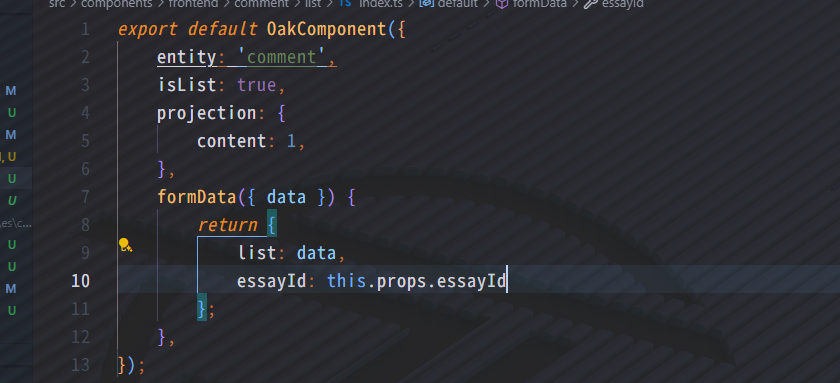 src > components > frontend > comment > list > TS index.ts > default > formData > essayId
1 export default OakComponent({
2 entity: 'comment',
M 3 isList: true,
U 4 projection: {
M 5 content: 1,
U 6 },
U 7 formData({ data }) {
U 8 return {
U 9 list: data,
U 10 essayId: this.props.essayId
M 11 };
U 12 },
13 });